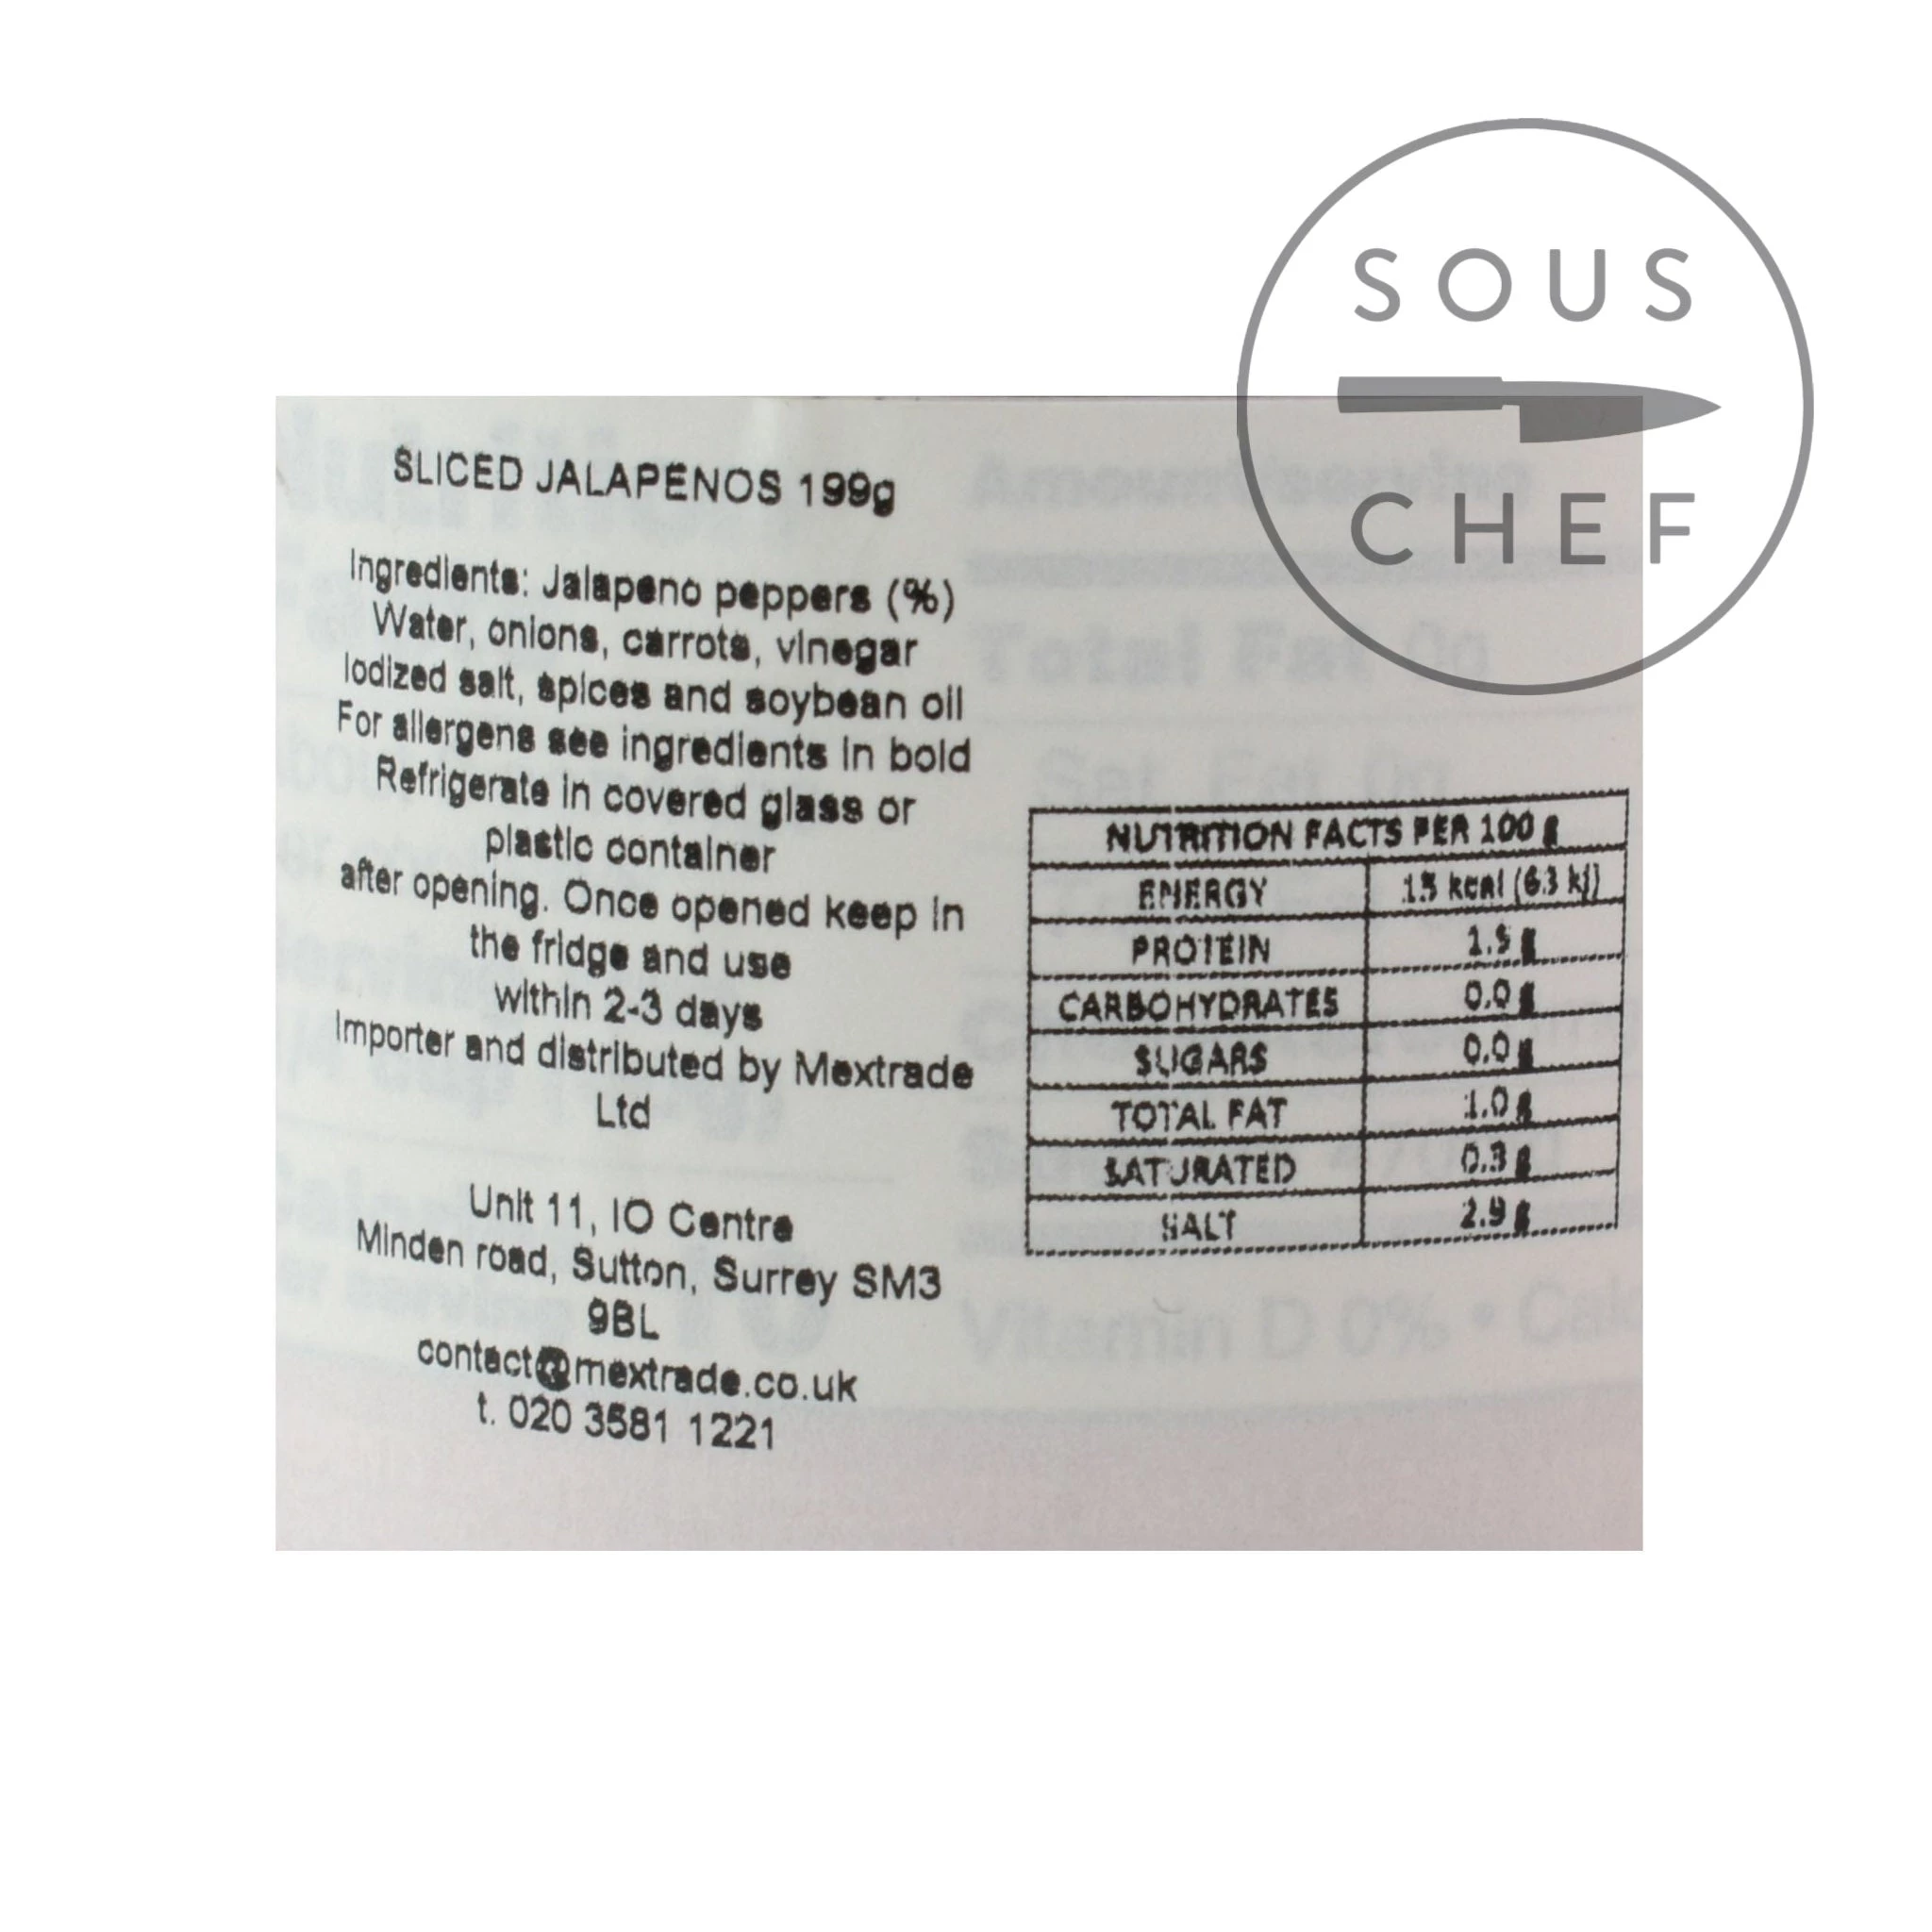 SOUS
CHEF
SLICED JALAPENOS 199g
Ingredients: Jalapeno peppers (%)
Water, onions, carrots, vinegar
Iodized salt, spices and soybean oil
For allergens see ingredients in bold
Refrigerate in covered glass or
plastic container
after opening. Once opened keep in
the fridge and use
within 2-3 days
Importer and distributed by Mextrade
Ltd
Unit 11, IO Centre
Minden road, Sutton, Surrey SM3
9BL
contact@mextrade.co.uk
t. 020 3581 1221
NUTRITION FACTS PER 100 g
ENERGY 15 kcal (63 kj)
PROTEIN 1.5 g
CARBOHYDRATES 0.0 g
SUGARS 0.0 g
TOTAL FAT 1.0 g
SATURATED 0.3 g
SALT 2.9 g
Amount/serving
Total Fat 0g
Sat. Fat 0g
Vitamin D 0% •